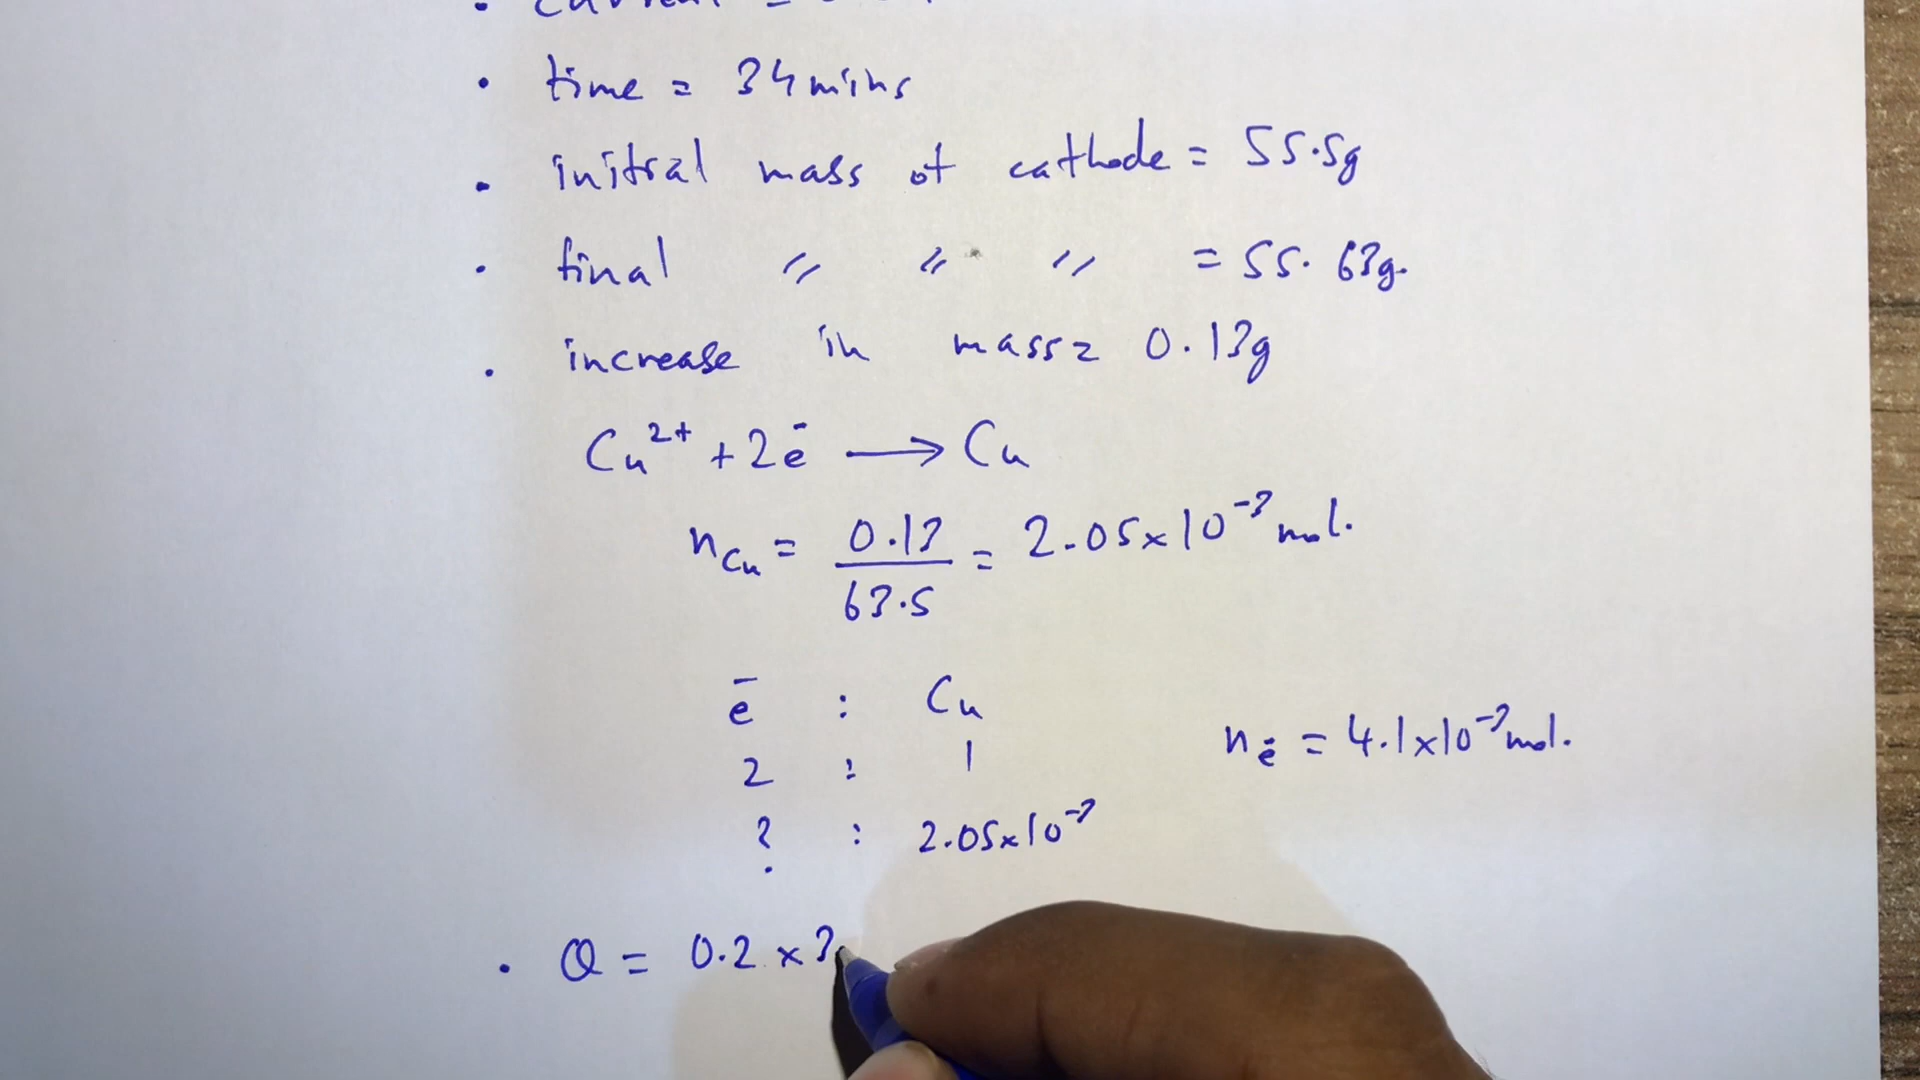 • time = 34mins
• initial mass of cathode = 55.5g
• final 〃 〃 〃 = 55.63g.
• increase in mass = 0.13g
Cu²⁺ + 2e⁻ → Cu
n_Cu = 0.13 / 63.5 = 2.05×10⁻³ mol.
e⁻ : Cu
2 : 1
n_e⁻ = 4.1×10⁻³ mol.
? : 2.05×10⁻³
• Q = 0.2 × 3